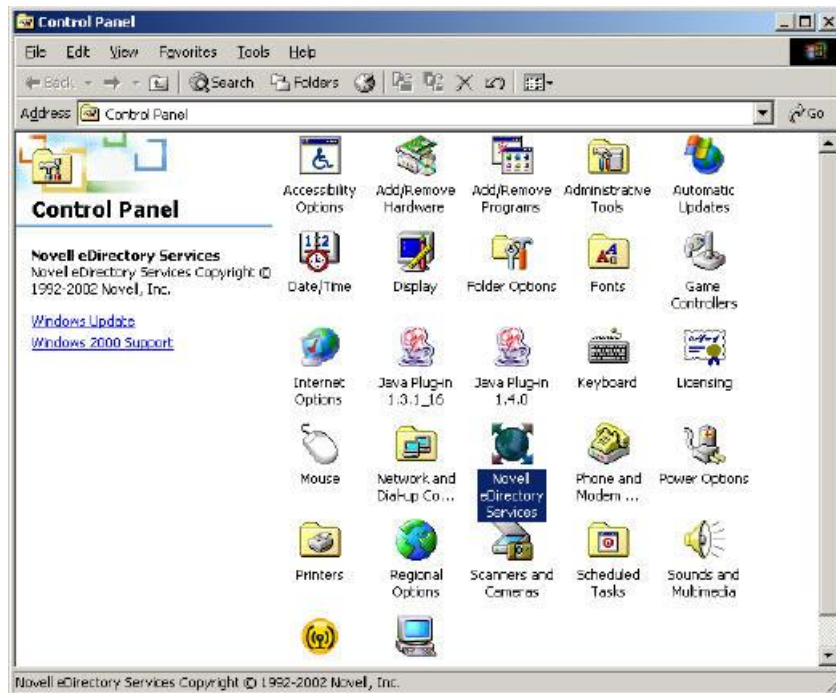 Control Panel
File Edit View Favorites Tools Help
Back Search Folders
Address Control Panel Go
Control Panel
Novell eDirectory Services
Novell eDirectory Services Copyright ©
1992-2002 Novell, Inc.
Windows Update
Windows 2000 Support
Accessibility
Options
Add/Remove
Hardware
Add/Remove
Programs
Administrative
Tools
Automatic
Updates
Date/Time
Display
Folder Options
Fonts
Game
Controllers
Internet
Options
Java Plug-in
1.3.1_16
Java Plug-in
1.4.0
Keyboard
Licensing
Mouse
Network and
Dial-up Co...
Novell
eDirectory
Services
Phone and
Modem ...
Power Options
Printers
Regional
Options
Scanners and
Cameras
Scheduled
Tasks
Sounds and
Multimedia
Novell eDirectory Services Copyright © 1992-2002 Novell, Inc.